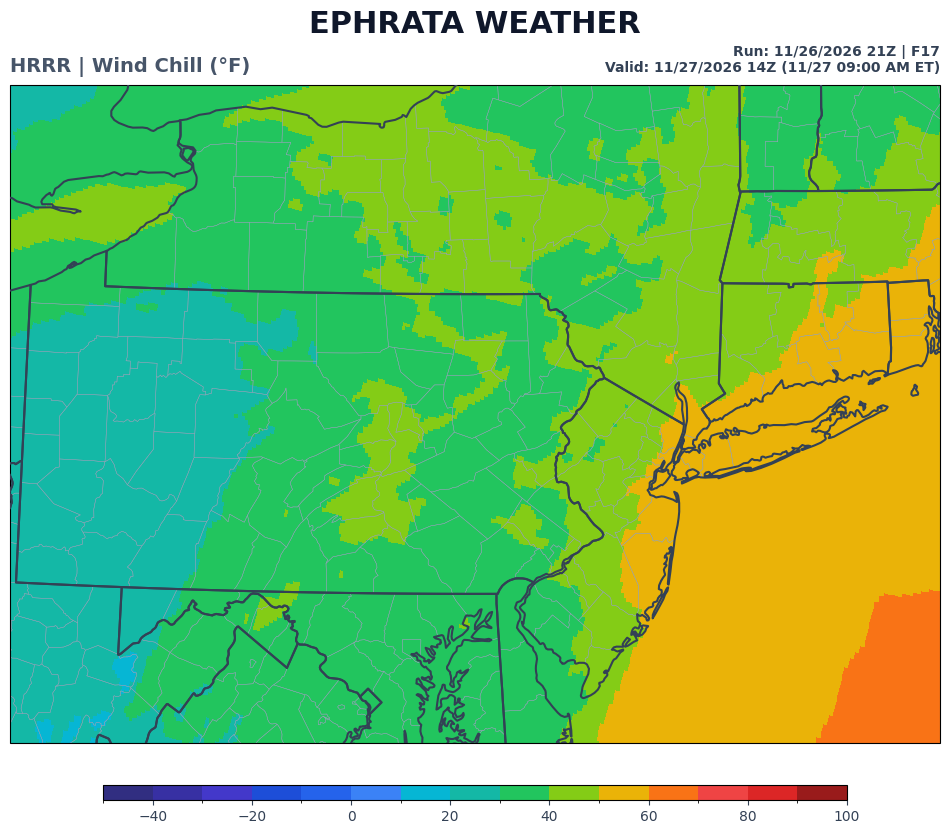 EPHRATA WEATHER
HRRR | Wind Chill (°F)
Run: 11/26/2026 21Z | F17
Valid: 11/27/2026 14Z (11/27 09:00 AM ET)
−40 −20 0 20 40 60 80 100